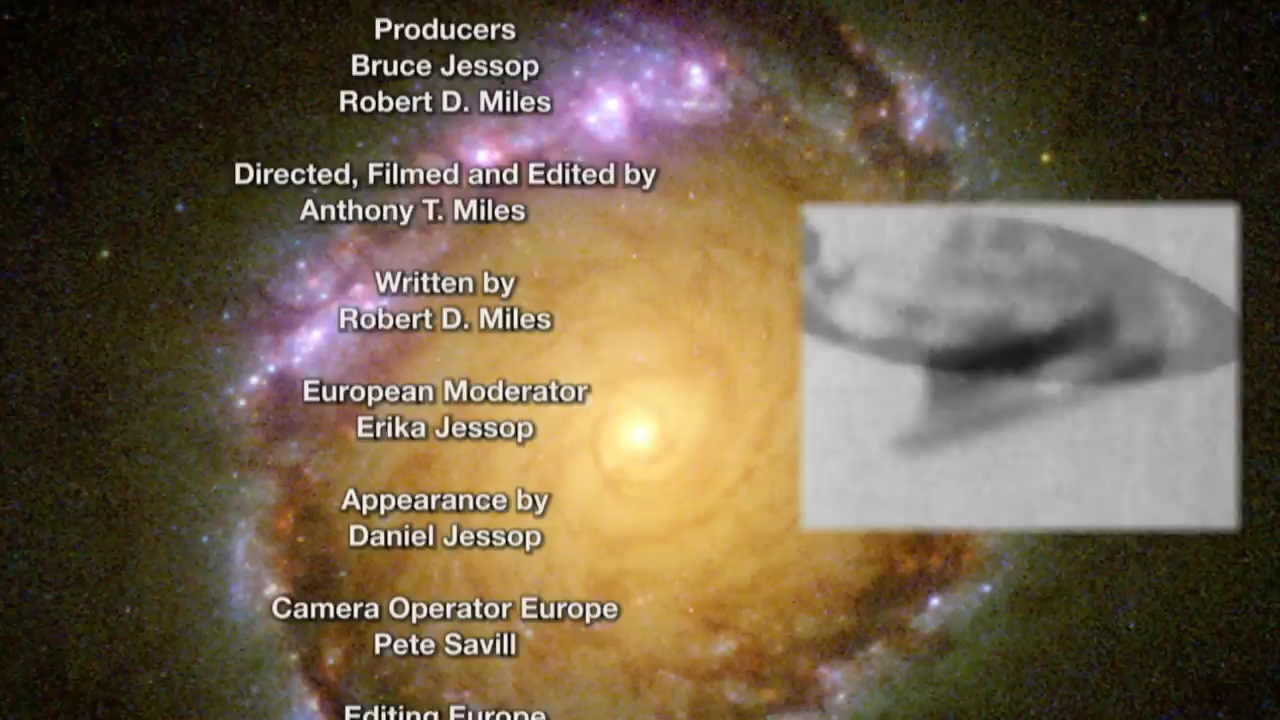 Producers
Bruce Jessop
Robert D. Miles
Directed, Filmed and Edited by
Anthony T. Miles
Written by
Robert D. Miles
European Moderator
Erika Jessop
Appearance by
Daniel Jessop
Camera Operator Europe
Pete Savill
Editing Europe